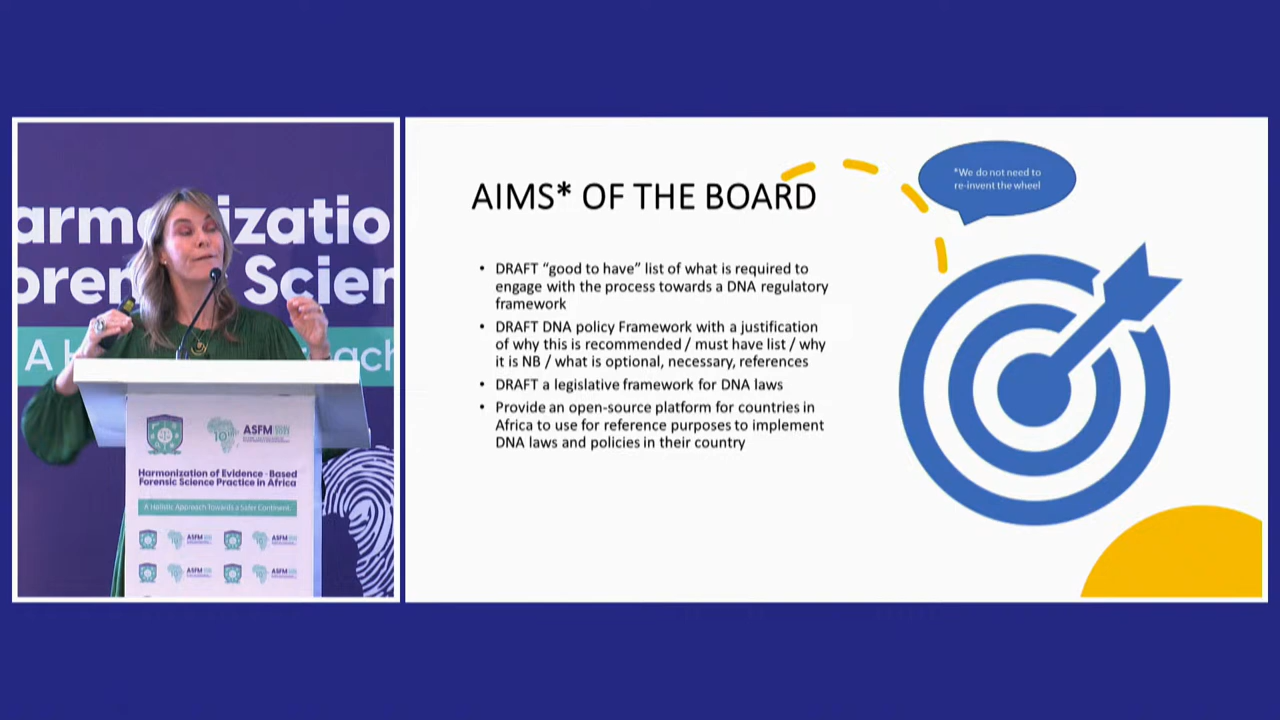 armonizatio
orensic Scien
A H
ach
ASFM
10th
Harmonization of Evidence - Based
Forensic Science Practice in Africa
A Holistic Approach Towards a Safer Continent.
ASFM
ASFM
ASFM
ASFM
AIMS* OF THE BOARD
*We do not need to
re-invent the wheel
• DRAFT “good to have” list of what is required to
engage with the process towards a DNA regulatory
framework
• DRAFT DNA policy Framework with a justification
of why this is recommended / must have list / why
it is NB / what is optional, necessary, references
• DRAFT a legislative framework for DNA laws
• Provide an open-source platform for countries in
Africa to use for reference purposes to implement
DNA laws and policies in their country